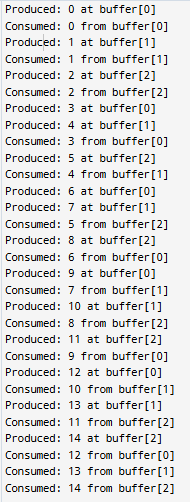 Produced: 0 at buffer[0]
Consumed: 0 from buffer[0]
Produced: 1 at buffer[1]
Consumed: 1 from buffer[1]
Produced: 2 at buffer[2]
Consumed: 2 from buffer[2]
Produced: 3 at buffer[0]
Produced: 4 at buffer[1]
Consumed: 3 from buffer[0]
Produced: 5 at buffer[2]
Consumed: 4 from buffer[1]
Produced: 6 at buffer[0]
Produced: 7 at buffer[1]
Consumed: 5 from buffer[2]
Produced: 8 at buffer[2]
Consumed: 6 from buffer[0]
Produced: 9 at buffer[0]
Consumed: 7 from buffer[1]
Produced: 10 at buffer[1]
Consumed: 8 from buffer[2]
Produced: 11 at buffer[2]
Consumed: 9 from buffer[0]
Produced: 12 at buffer[0]
Consumed: 10 from buffer[1]
Produced: 13 at buffer[1]
Consumed: 11 from buffer[2]
Produced: 14 at buffer[2]
Consumed: 12 from buffer[0]
Consumed: 13 from buffer[1]
Consumed: 14 from buffer[2]